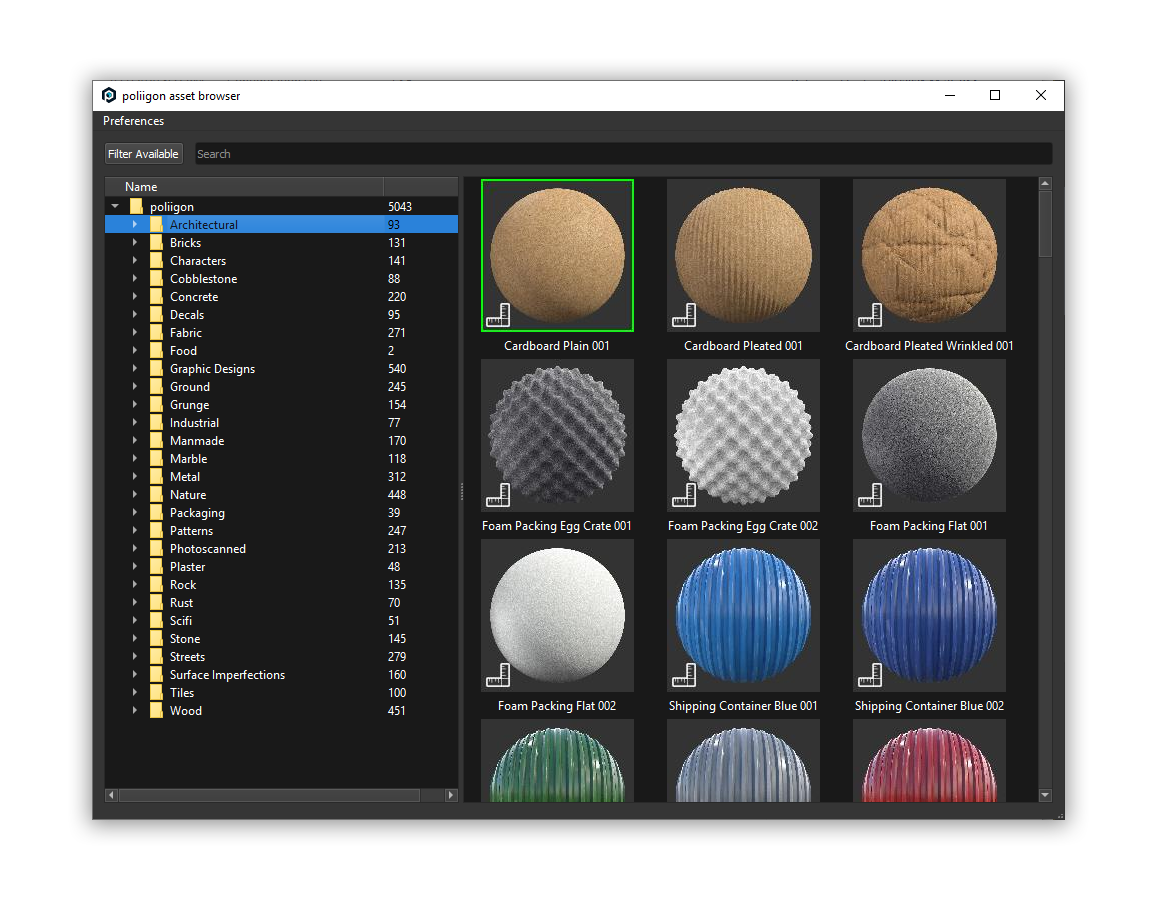 poliigon asset browser
Preferences
Filter Available Search
Name
poliigon 5043
Architectural 93
Bricks 131
Characters 141
Cobblestone 88
Concrete 220
Decals 95
Fabric 271
Food 2
Graphic Designs 540
Ground 245
Grunge 154
Industrial 77
Manmade 170
Marble 118
Metal 312
Nature 448
Packaging 39
Patterns 247
Photoscanned 213
Plaster 48
Rock 135
Rust 70
Scifi 51
Stone 145
Streets 279
Surface Imperfections 160
Tiles 100
Wood 451
Cardboard Plain 001
Cardboard Pleated 001
Cardboard Pleated Wrinkled 001
Foam Packing Egg Crate 001
Foam Packing Egg Crate 002
Foam Packing Flat 001
Foam Packing Flat 002
Shipping Container Blue 001
Shipping Container Blue 002